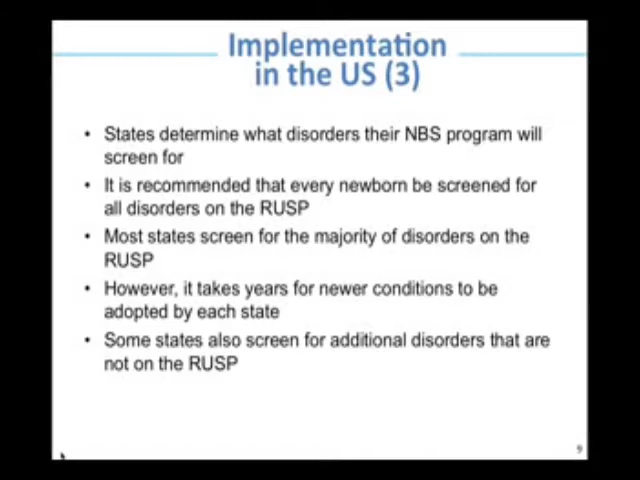 Implementation
in the US (3)
• States determine what disorders their NBS program will
screen for
• It is recommended that every newborn be screened for
all disorders on the RUSP
• Most states screen for the majority of disorders on the
RUSP
• However, it takes years for newer conditions to be
adopted by each state
• Some states also screen for additional disorders that are
not on the RUSP
9